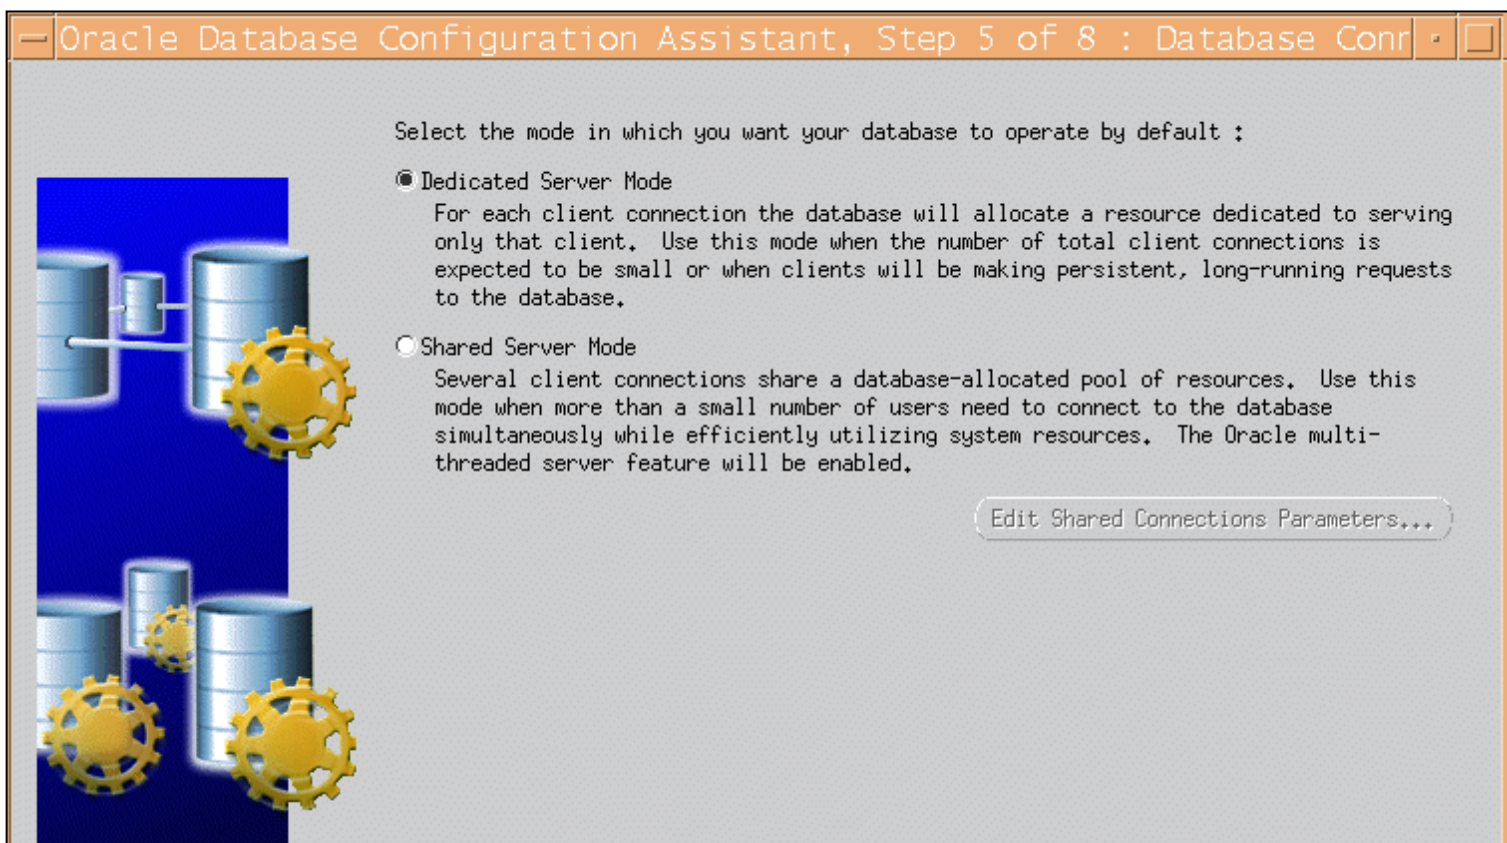 Oracle Database Configuration Assistant, Step 5 of 8 : Database Conr
Select the mode in which you want your database to operate by default :
Dedicated Server Mode
For each client connection the database will allocate a resource dedicated to serving
only that client.  Use this mode when the number of total client connections is
expected to be small or when clients will be making persistent, long-running requests
to the database.
Shared Server Mode
Several client connections share a database-allocated pool of resources.  Use this
mode when more than a small number of users need to connect to the database
simultaneously while efficiently utilizing system resources.  The Oracle multi-
threaded server feature will be enabled.
Edit Shared Connections Parameters...